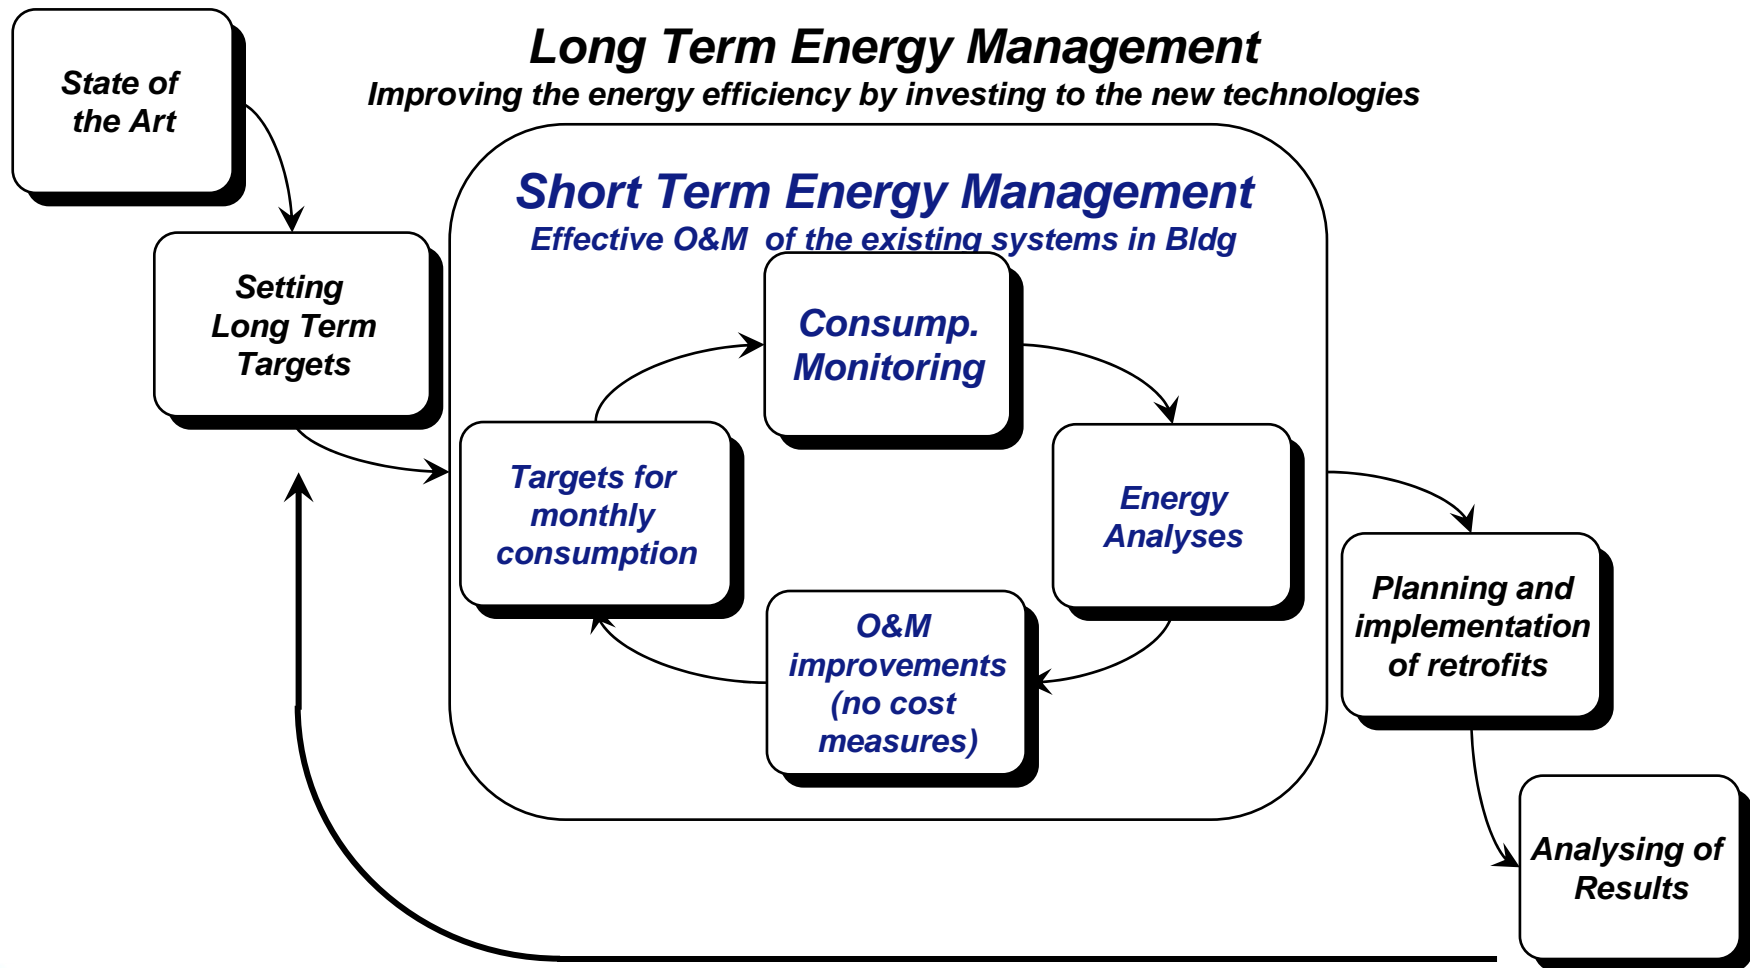 Long Term Energy Management
Improving the energy efficiency by investing to the new technologies
State of
the Art
Setting
Long Term
Targets
Short Term Energy Management
Effective O&M of the existing systems in Bldg
Consump.
Monitoring
Targets for
monthly
consumption
Energy
Analyses
O&M
improvements
(no cost
measures)
Planning and
implementation
of retrofits
Analysing of
Results